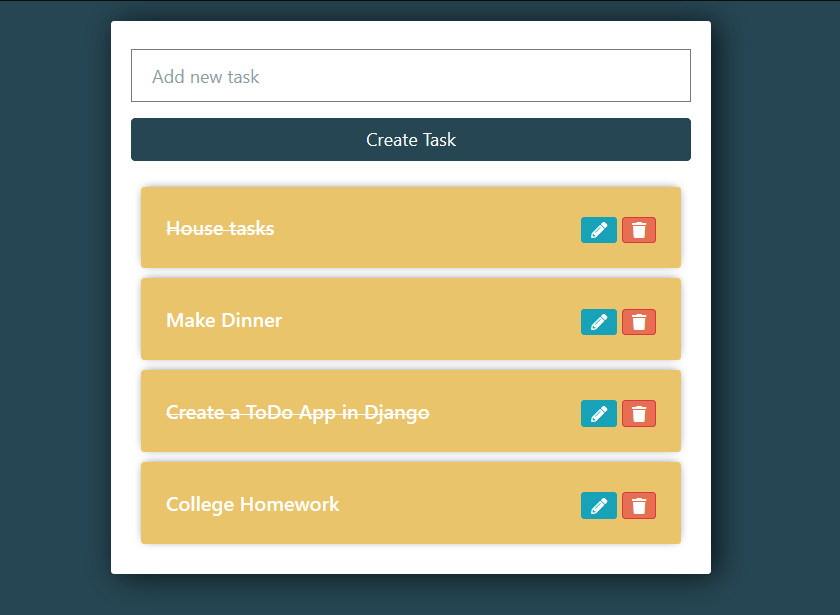 Add new task
Create Task
House tasks
Make Dinner
Create a ToDo App in Django
College Homework